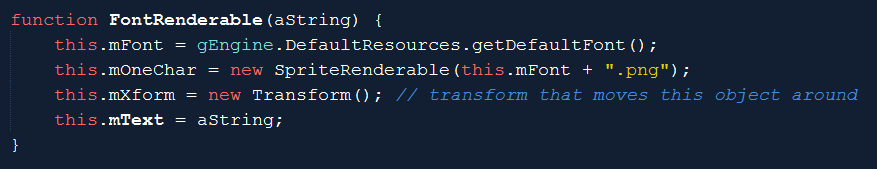 function FontRenderable(aString) {
    this.mFont = gEngine.DefaultResources.getDefaultFont();
    this.mOneChar = new SpriteRenderable(this.mFont + ".png");
    this.mXform = new Transform(); // transform that moves this object around
    this.mText = aString;
}